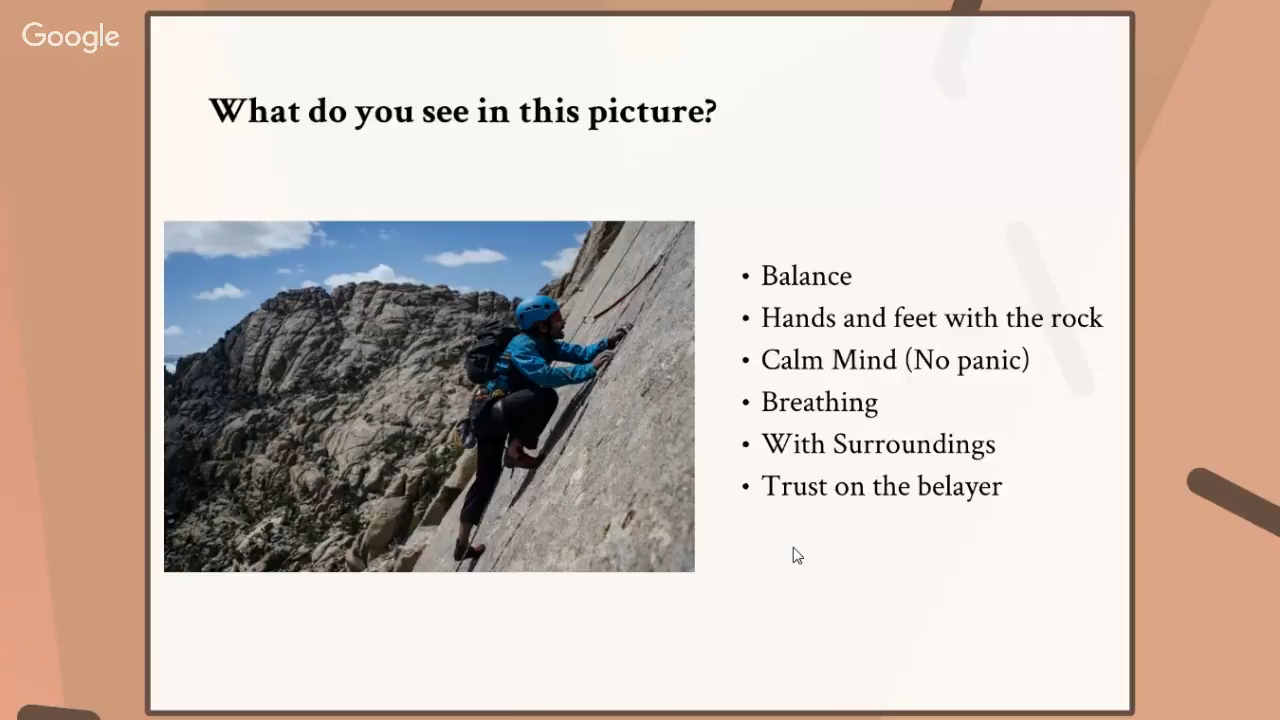 Google
What do you see in this picture?
• Balance
• Hands and feet with the rock
• Calm Mind (No panic)
• Breathing
• With Surroundings
• Trust on the belayer